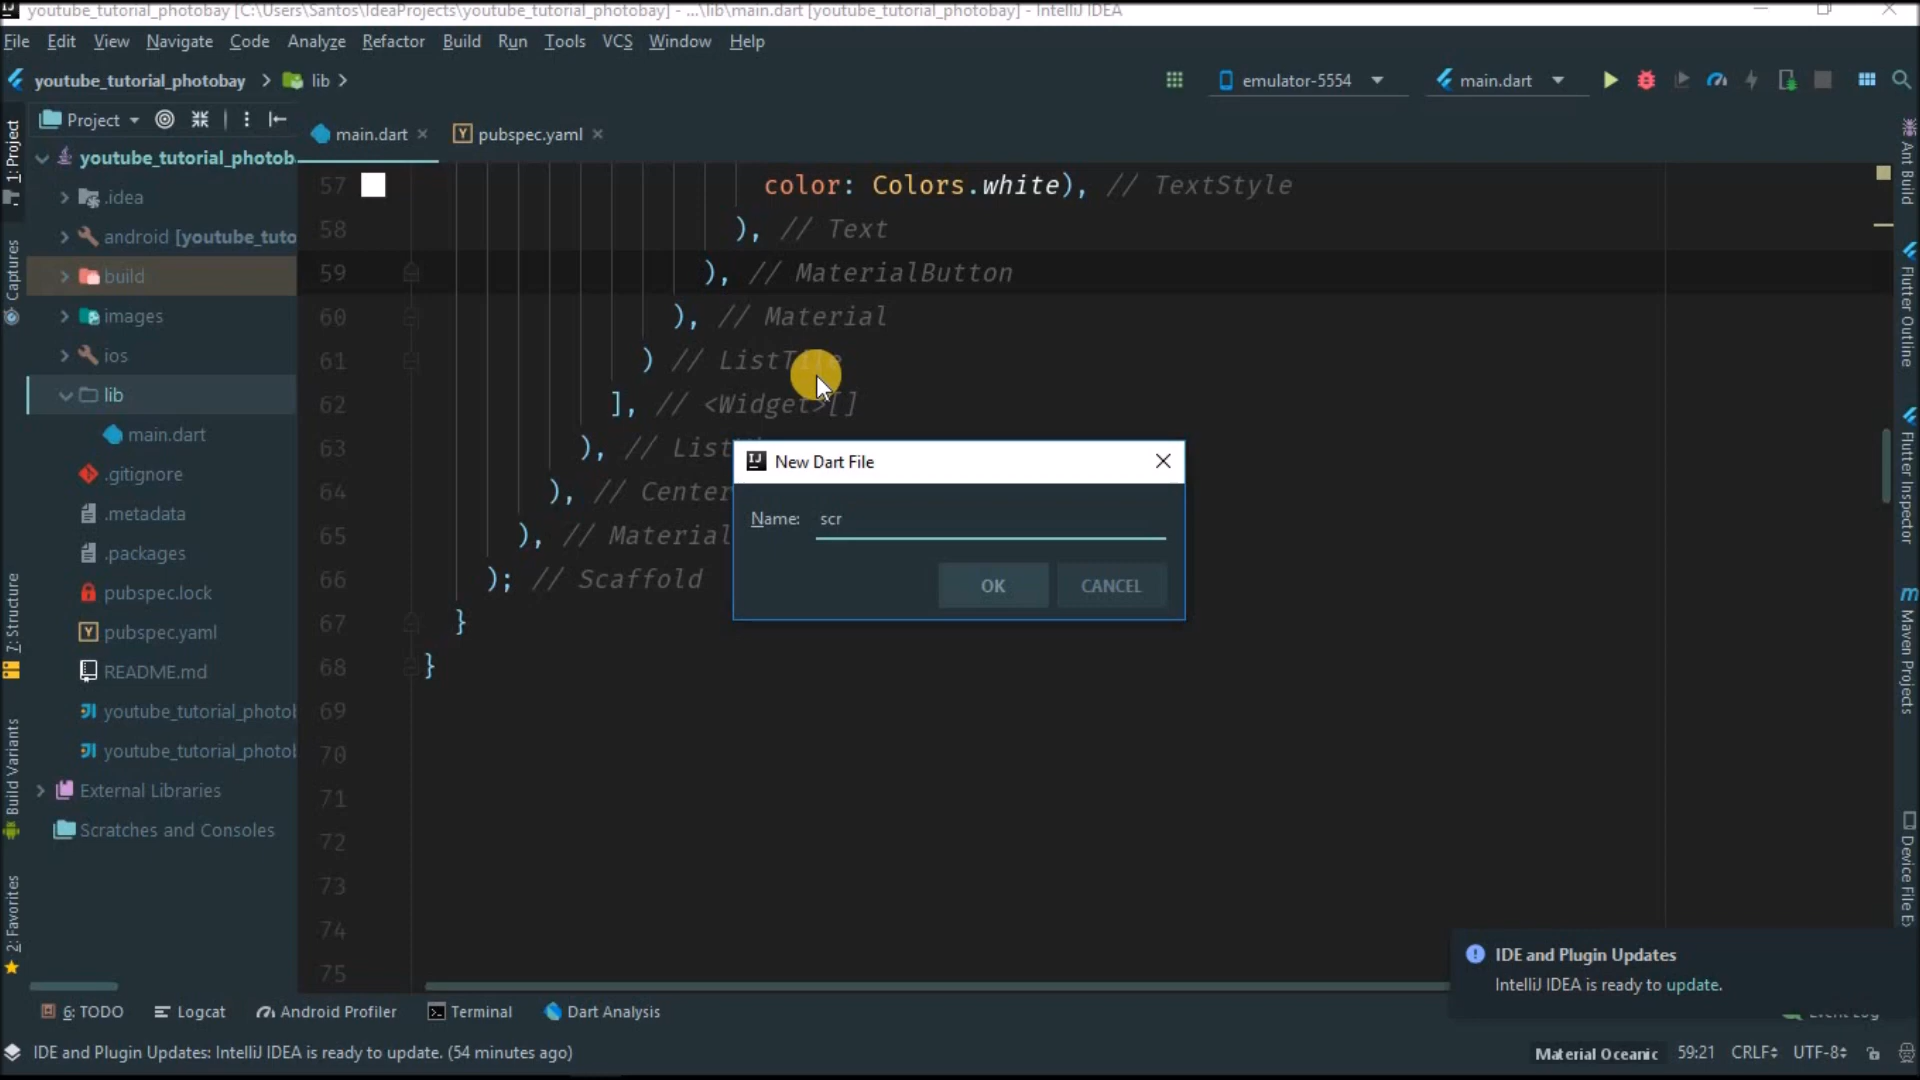 youtube_tutorial_photobay [C:\Users\Santos\IdeaProjects\youtube_tutorial_photobay] - ...\lib\main.dart [youtube_tutorial_photobay] - IntelliJ IDEA
File Edit View Navigate Code Analyze Refactor Build Run Tools VCS Window Help
youtube_tutorial_photobay lib emulator-5554 main.dart
Project main.dart pubspec.yaml
1: Project
Captures
7: Structure
Build Variants
2: Favorites
youtube_tutorial_photob
.idea
android [youtube_tuto
build
images
ios
lib
main.dart
.gitignore
.metadata
.packages
pubspec.lock
pubspec.yaml
README.md
youtube_tutorial_photob
youtube_tutorial_photob
External Libraries
Scratches and Consoles
57 color: Colors.white), // TextStyle
58 ), // Text
59 ), // MaterialButton
60 ), // Material
61 ) // ListTile
62 ], // <Widget>[]
63 ), // List
64 ), // Center
65 ), // Material
66 ); // Scaffold
67 }
68 }
69
70
71
72
73
74
75
New Dart File
Name: scr
OK CANCEL
Ant Build
Flutter Outline
Flutter Inspector
Maven Projects
Device File Ex
IDE and Plugin Updates
IntelliJ IDEA is ready to update.
6: TODO Logcat Android Profiler Terminal Dart Analysis Event Log
IDE and Plugin Updates: IntelliJ IDEA is ready to update. (54 minutes ago) Material Oceanic 59:21 CRLF UTF-8